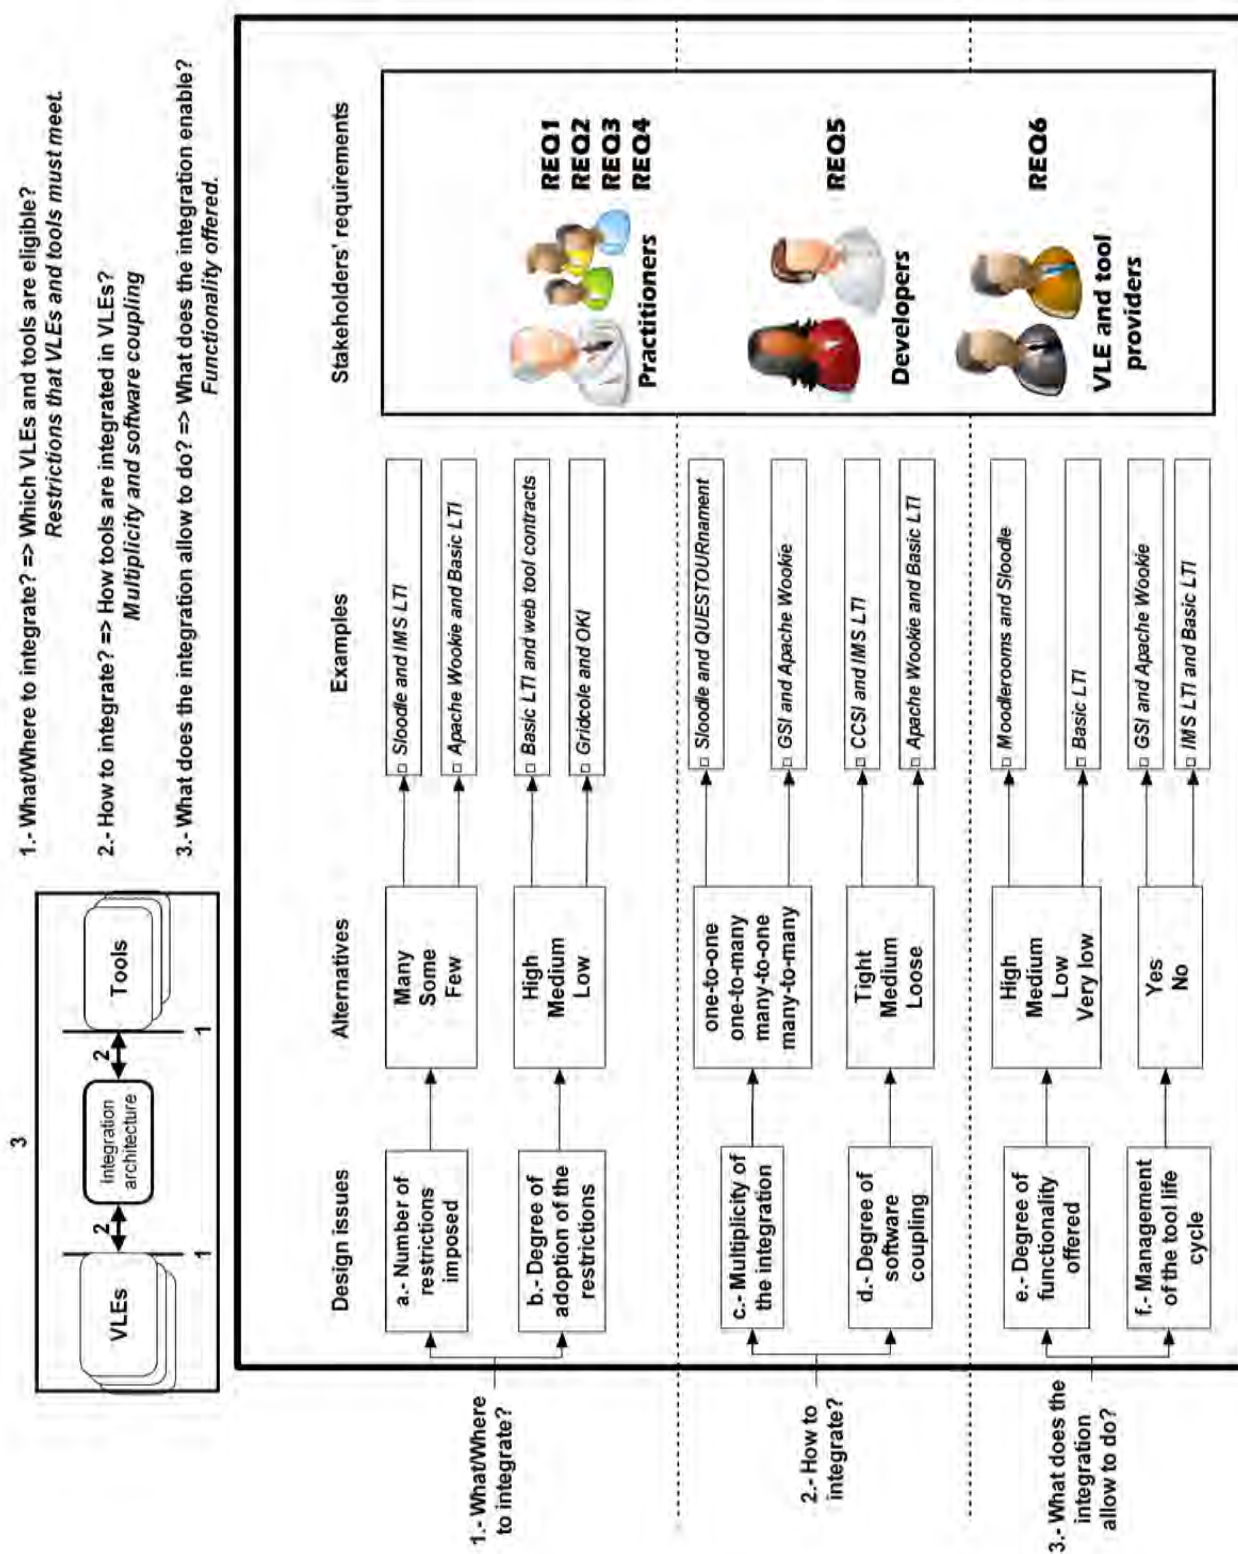 3
VLEs
2
Integration
architecture
2
Tools
1
1
1.- What/Where to integrate? => Which VLEs and tools are eligible?
Restrictions that VLEs and tools must meet.
2.- How to integrate? => How tools are integrated in VLEs?
Multiplicity and software coupling
3.- What does the integration allow to do? => What does the integration enable?
Functionality offered.
Design issues
Alternatives
Examples
Stakeholders' requirements
1.- What/Where
to integrate?
a.- Number of
restrictions
imposed
Many
Some
Few
Sloodle and IMS LTI
Apache Wookie and Basic LTI
b.- Degree of
adoption of the
restrictions
High
Medium
Low
Basic LTI and web tool contracts
Gridcole and OKI
Practitioners
REQ1
REQ2
REQ3
REQ4
2.- How to
integrate?
c.- Multiplicity of
the integration
one-to-one
one-to-many
many-to-one
many-to-many
Sloodle and QUESTOURnament
GSI and Apache Wookie
d.- Degree of
software
coupling
Tight
Medium
Loose
CCSI and IMS LTI
Apache Wookie and Basic LTI
Developers
REQ5
3.- What does the
integration
allow to do?
e.- Degree of
functionality
offered
High
Medium
Low
Very low
Moodlerooms and Sloodle
Basic LTI
f.- Management
of the tool life
cycle
Yes
No
GSI and Apache Wookie
IMS LTI and Basic LTI
VLE and tool
providers
REQ6